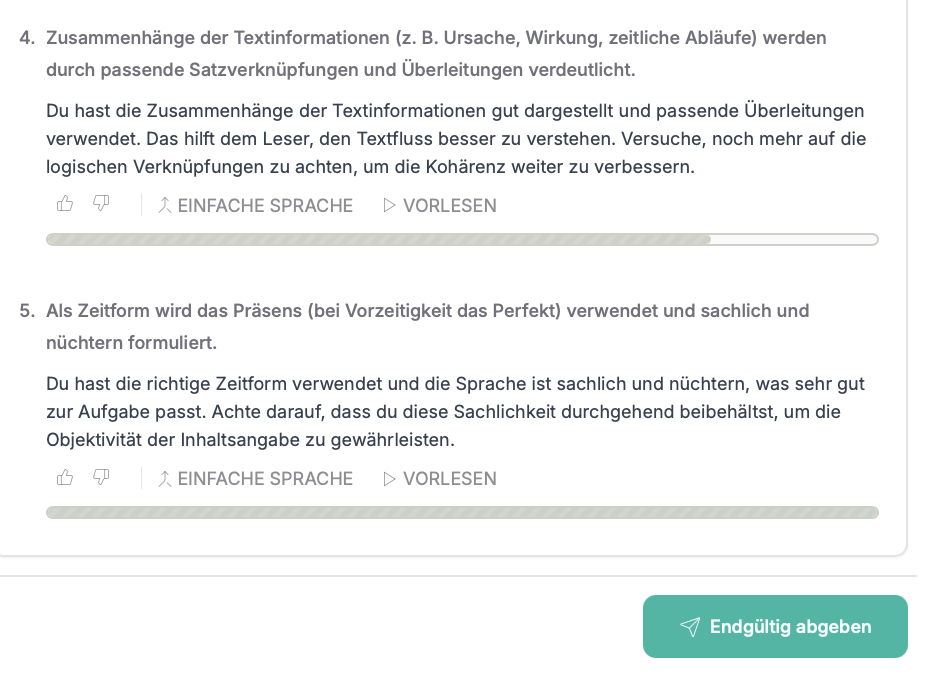 4. Zusammenhänge der Textinformationen (z. B. Ursache, Wirkung, zeitliche Abläufe) werden
durch passende Satzverknüpfungen und Überleitungen verdeutlicht.
Du hast die Zusammenhänge der Textinformationen gut dargestellt und passende Überleitungen
verwendet. Das hilft dem Leser, den Textfluss besser zu verstehen. Versuche, noch mehr auf die
logischen Verknüpfungen zu achten, um die Kohärenz weiter zu verbessern.
EINFACHE SPRACHE VORLESEN
5. Als Zeitform wird das Präsens (bei Vorzeitigkeit das Perfekt) verwendet und sachlich und
nüchtern formuliert.
Du hast die richtige Zeitform verwendet und die Sprache ist sachlich und nüchtern, was sehr gut
zur Aufgabe passt. Achte darauf, dass du diese Sachlichkeit durchgehend beibehältst, um die
Objektivität der Inhaltsangabe zu gewährleisten.
EINFACHE SPRACHE VORLESEN
Endgültig abgeben